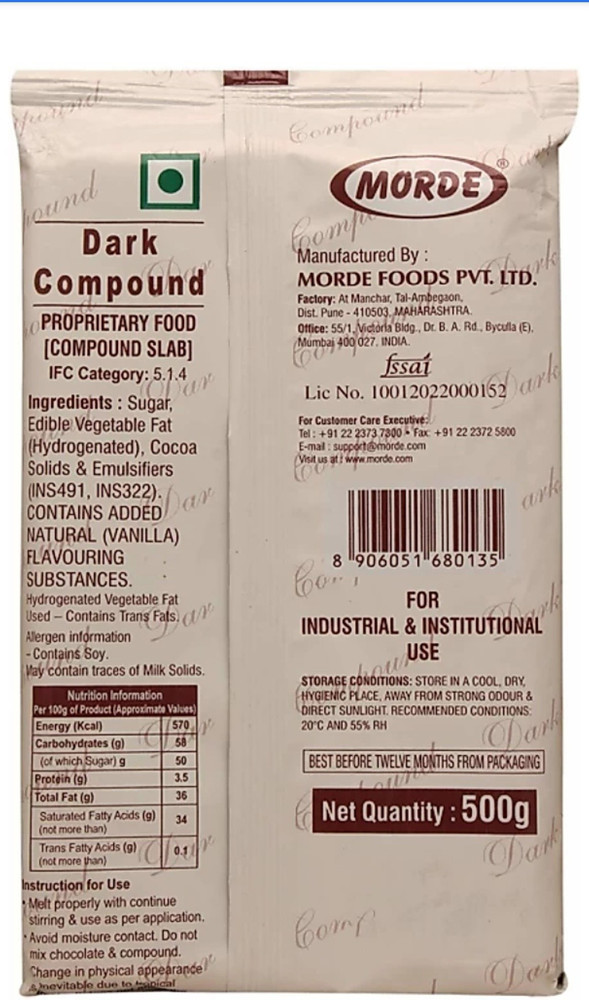 Dark
Compound
PROPRIETARY FOOD
[COMPOUND SLAB]
IFC Category: 5.1.4
Ingredients : Sugar,
Edible Vegetable Fat
(Hydrogenated), Cocoa
Solids & Emulsifiers
(INS491, INS322).
CONTAINS ADDED
NATURAL (VANILLA)
FLAVOURING
SUBSTANCES.
Hydrogenated Vegetable Fat
Used – Contains Trans Fats.
Allergen information
- Contains Soy.
May contain traces of Milk Solids.
Nutrition Information
Per 100g of Product (Approximate Values)
Energy (Kcal) 570
Carbohydrates (g) 58
(of which Sugar) g 50
Protein (g) 3.5
Total Fat (g) 36
Saturated Fatty Acids (g) 34
(not more than)
Trans Fatty Acids (g) 0.1
(not more than)
Instruction for Use
• Melt properly with continue
stirring & use as per application.
• Avoid moisture contact. Do not
mix chocolate & compound.
Change in physical appearance
is inevitable due to tropical
MORDE®
Manufactured By :
MORDE FOODS PVT. LTD.
Factory: At Manchar, Tal-Ambegaon,
Dist. Pune - 410503, MAHARASHTRA.
Office: 55/1, Victoria Bldg., Dr. B. A. Rd., Byculla (E),
Mumbai 400 027. INDIA.
fssai
Lic No. 10012022000152
For Customer Care Executive:
Tel : +91 22 2373 7300 • Fax: +91 22 2372 5800
E-mail : support@morde.com
Visit us at : www.morde.com
8 906051 680135
FOR
INDUSTRIAL & INSTITUTIONAL
USE
STORAGE CONDITIONS: STORE IN A COOL, DRY,
HYGIENIC PLACE, AWAY FROM STRONG ODOUR &
DIRECT SUNLIGHT. RECOMMENDED CONDITIONS:
20°C AND 55% RH
BEST BEFORE TWELVE MONTHS FROM PACKAGING
Net Quantity : 500g